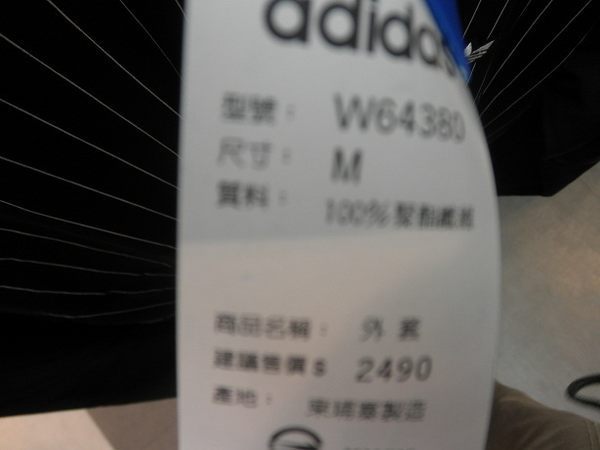 adidas
型號： W64380
尺寸： M
質料： 100%聚酯纖維
商品名稱： 外套
建議售價$ 2490
產地： 柬埔寨製造